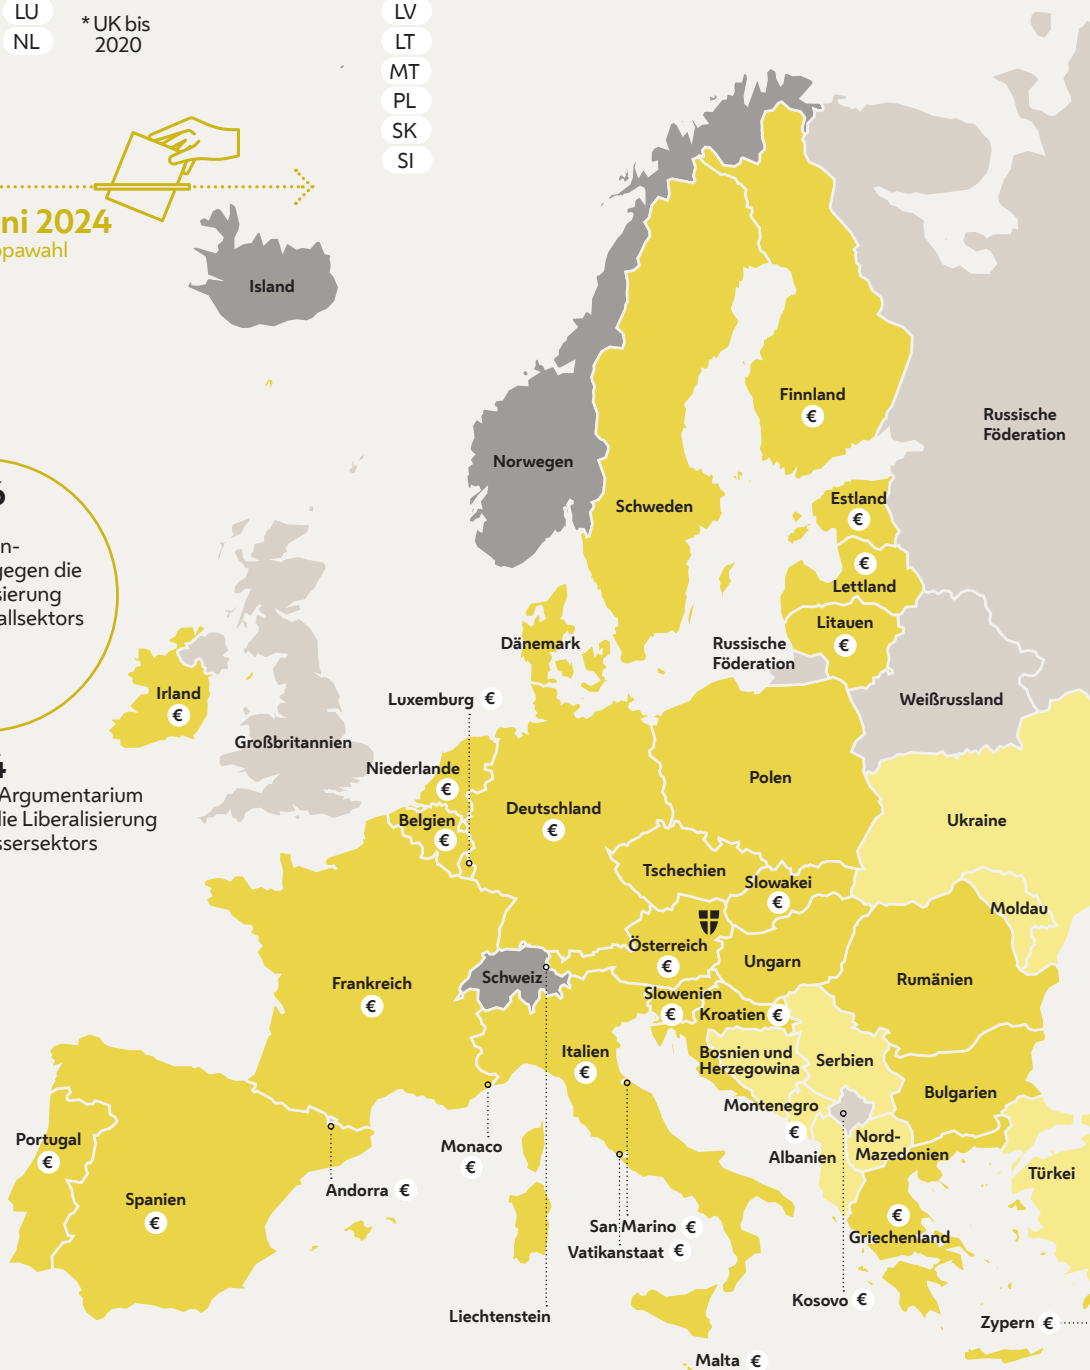 LU
NL
* UK bis
2020
LV
LT
MT
PL
SK
SI
ni 2024
opawahl
Island
Finnland
€
Russische
Föderation
Norwegen
Schweden
Estland
€
€
Lettland
Litauen
€
n-
gegen die
sierung
allsektors
Dänemark
Russische
Föderation
Irland
€
Luxemburg €
Weißrussland
Großbritannien
Niederlande
€
Polen
4
Argumentarium
die Liberalisierung
ssersektors
Belgien
€
Deutschland
€
Ukraine
Tschechien
Slowakei
€
Moldau
Österreich
€
Ungarn
Rumänien
Schweiz
Frankreich
€
Slowenien
€
Kroatien €
Italien
€
Bosnien und
Herzegowina
Serbien
Bulgarien
Montenegro
€
Portugal
€
Monaco
€
Albanien
Nord-
Mazedonien
Türkei
Andorra €
Spanien
€
San Marino €
Vatikanstaat €
€
Griechenland
Liechtenstein
Kosovo €
Zypern €
Malta €